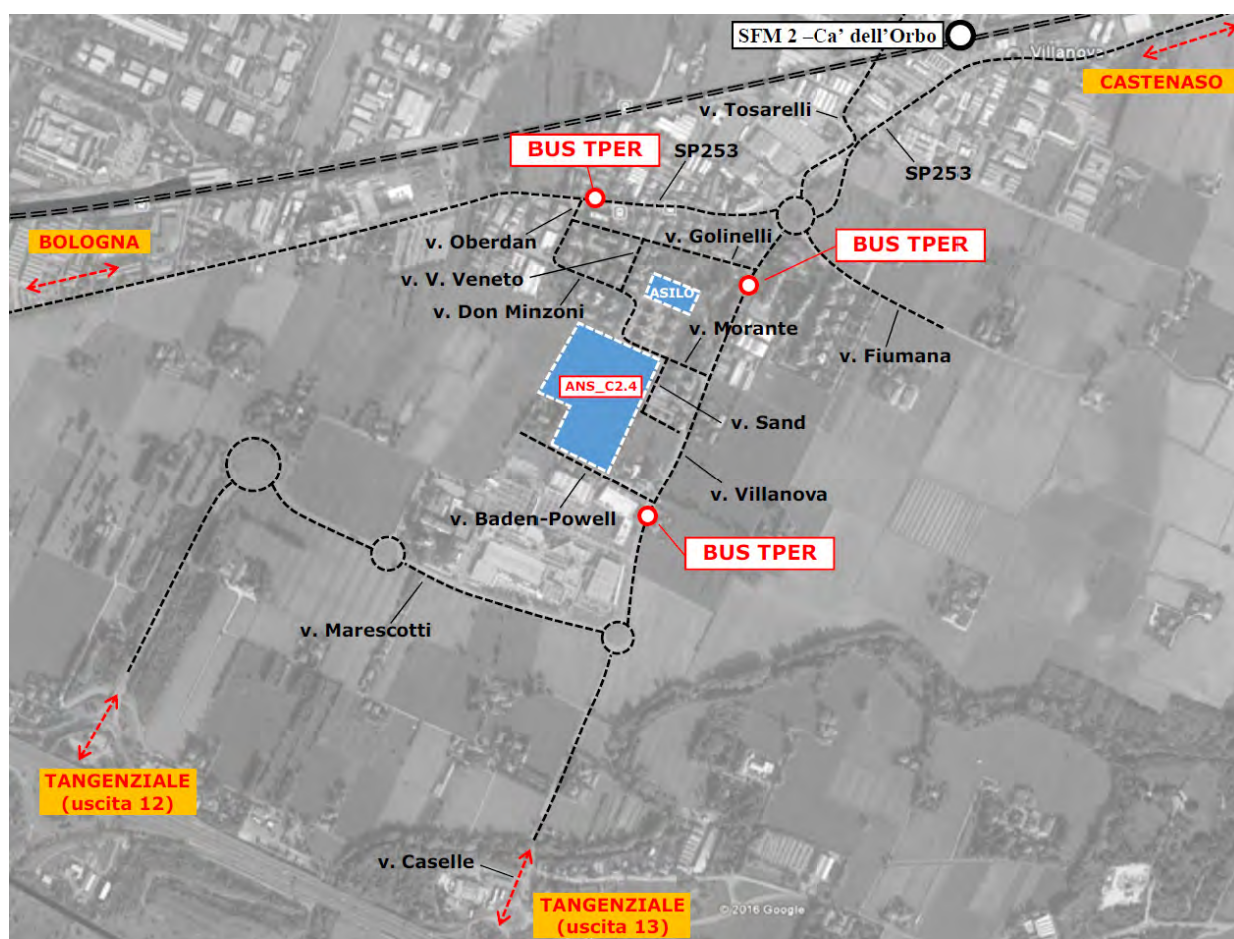 SFM 2 –Ca' dell'Orbo
Villanova
CASTENASO
v. Tosarelli
BUS TPER
SP253
SP253
BOLOGNA
v. Oberdan
v. Golinelli
BUS TPER
v. V. Veneto
ASILO
v. Don Minzoni
v. Morante
v. Fiumana
ANS_C2.4
v. Sand
v. Villanova
v. Baden-Powell
BUS TPER
v. Marescotti
TANGENZIALE
(uscita 12)
v. Caselle
TANGENZIALE
(uscita 13)
© 2016 Google